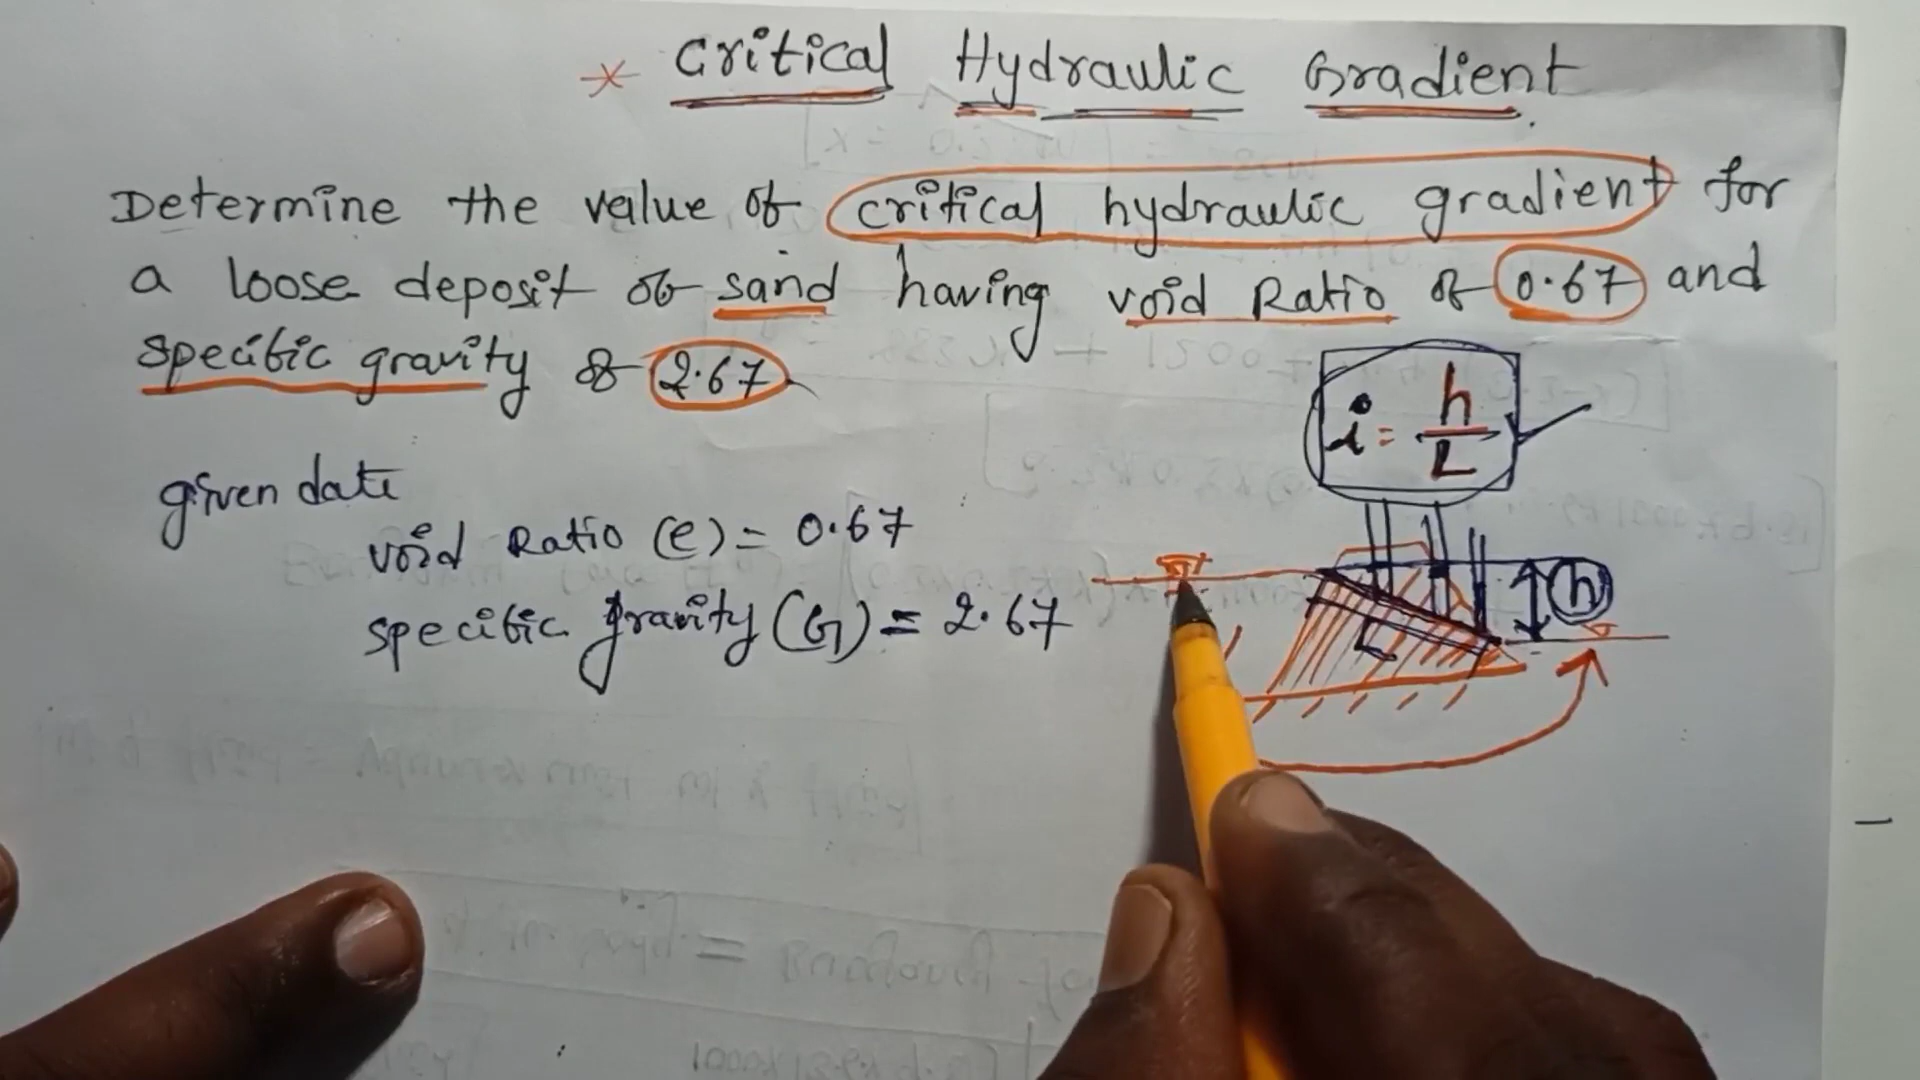 * Critical Hydraulic Gradient
Determine the value of critical hydraulic gradient for
a loose deposit of sand having void Ratio of 0.67 and
specific gravity of 2.67
i = h/L
given date
void Ratio (e) = 0.67
specific gravity (G) = 2.67
h
L